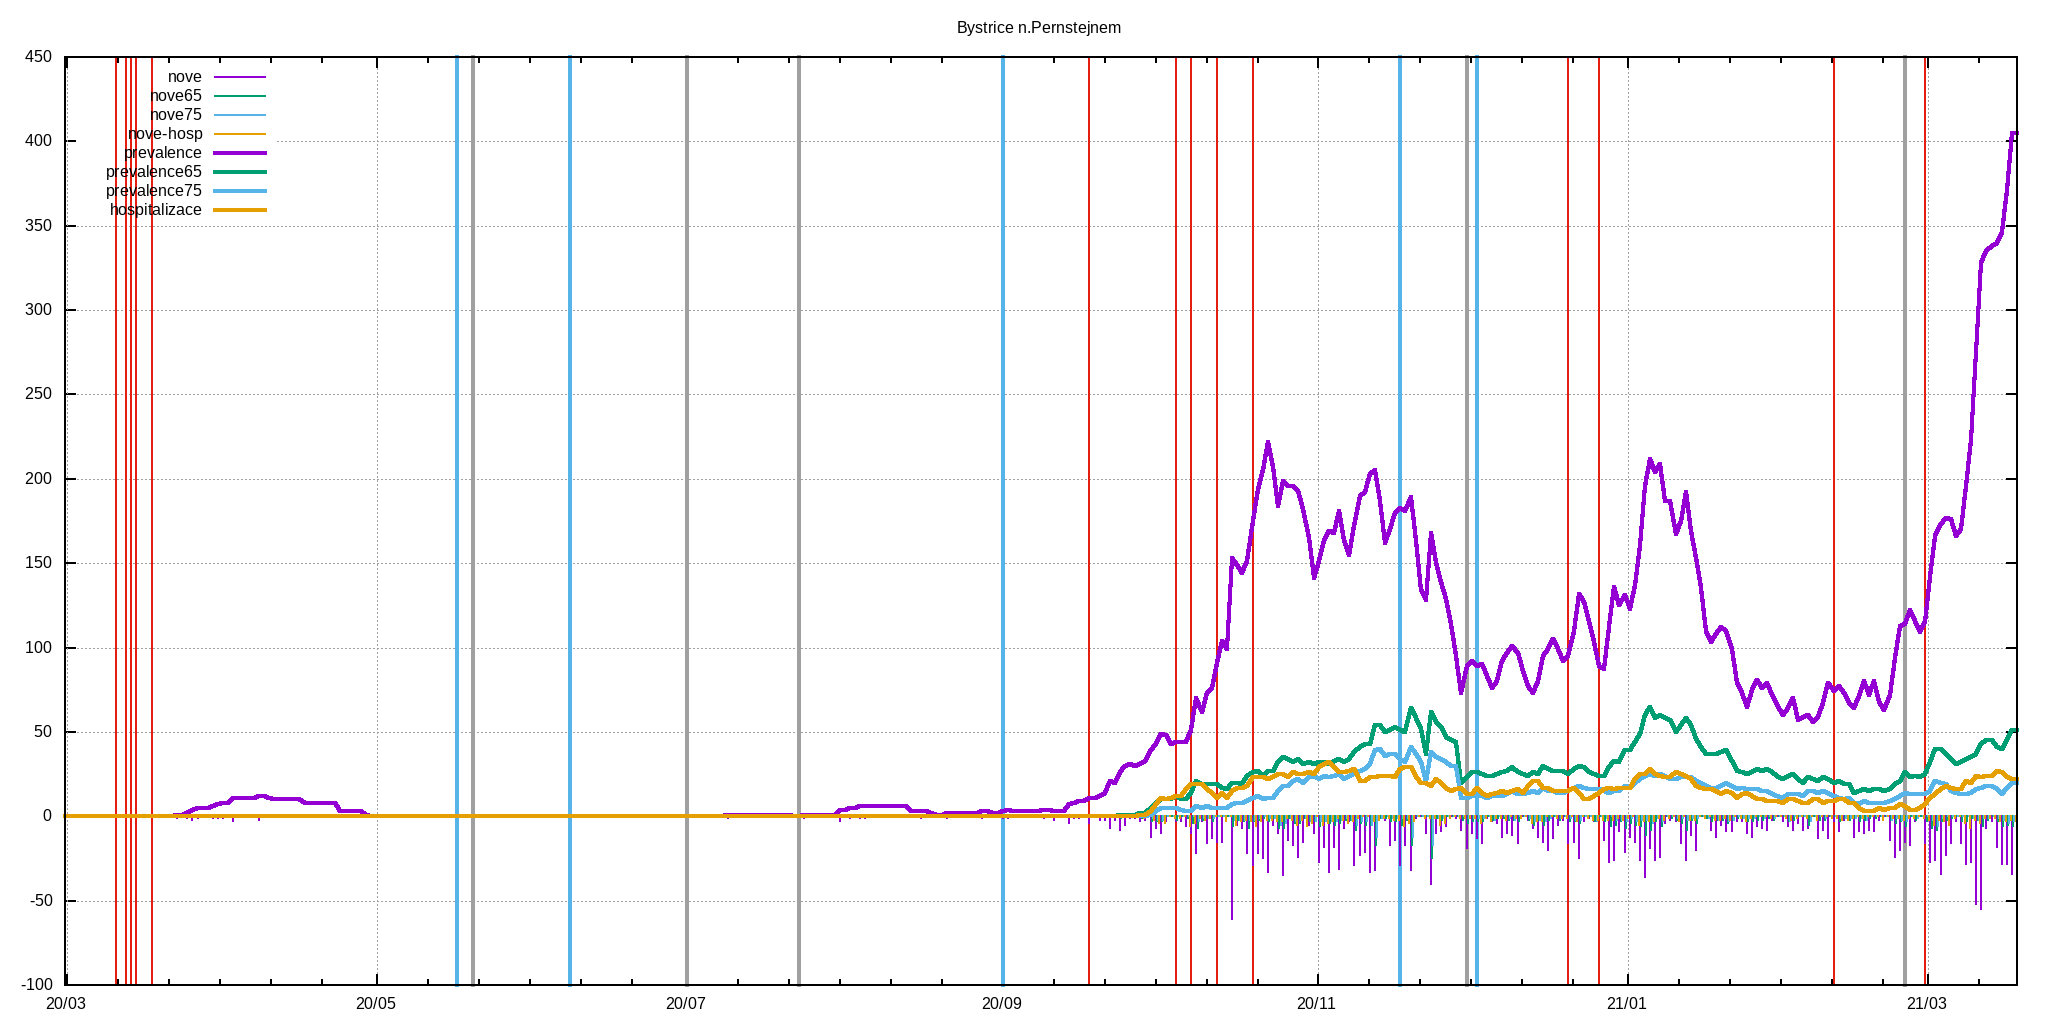 Bystrice n.Pernstejnem
450
400
350
300
250
200
150
100
50
0
-50
-100
nove
nove65
nove75
nove-hosp
prevalence
prevalence65
prevalence75
hospitalizace
20/03 20/05 20/07 20/09 20/11 21/01 21/03